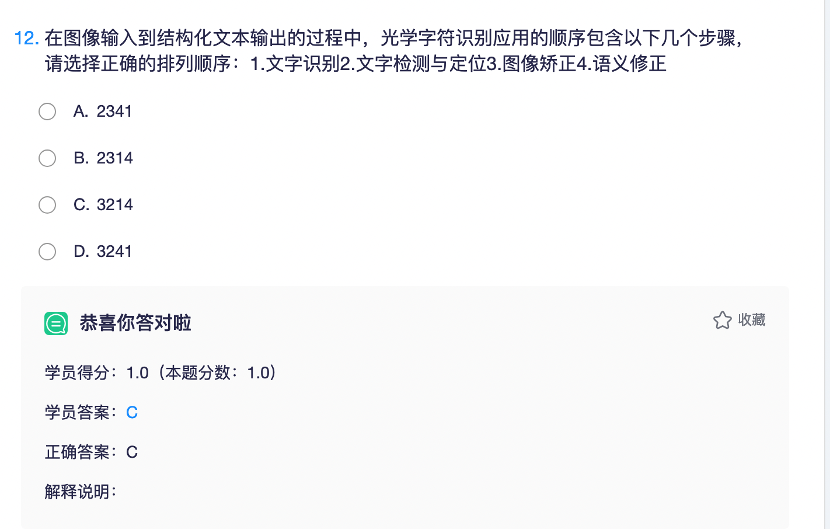 12. 在图像输入到结构化文本输出的过程中，光学字符识别应用的顺序包含以下几个步骤，
请选择正确的排列顺序：1.文字识别2.文字检测与定位3.图像矫正4.语义修正
A. 2341
B. 2314
C. 3214
D. 3241
恭喜你答对啦
收藏
学员得分：1.0（本题分数：1.0）
学员答案：C
正确答案：C
解释说明：